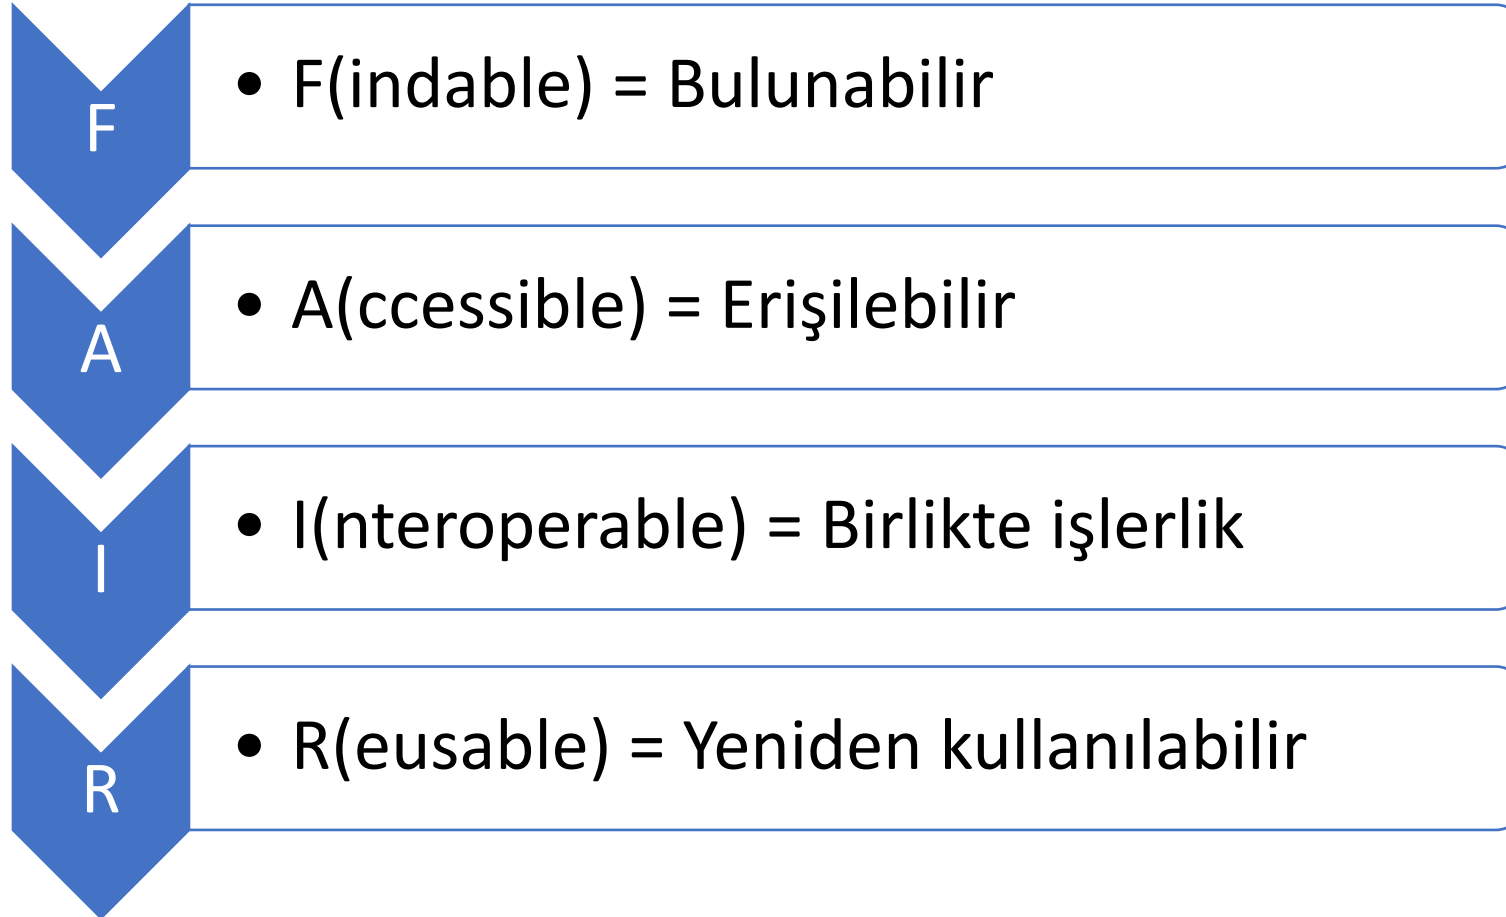 F
• F(indable) = Bulunabilir
A
• A(ccessible) = Erişilebilir
I
• I(nteroperable) = Birlikte işlerlik
R
• R(eusable) = Yeniden kullanılabilir